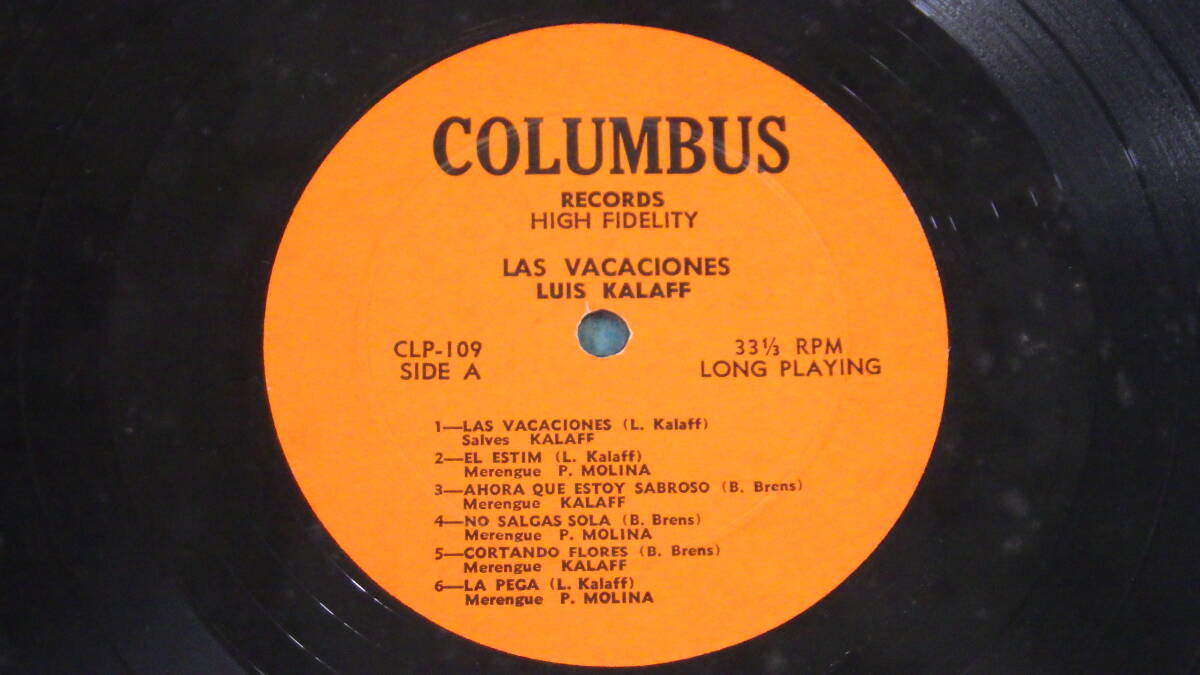 COLUMBUS
RECORDS
HIGH FIDELITY
LAS VACACIONES
LUIS KALAFF
CLP-109
SIDE A
33⅓ RPM
LONG PLAYING
1—LAS VACACIONES (L. Kalaff)
Salves KALAFF
2—EL ESTIM (L. Kalaff)
Merengue P. MOLINA
3—AHORA QUE ESTOY SABROSO (B. Brens)
Merengue KALAFF
4—NO SALGAS SOLA (B. Brens)
Merengue P. MOLINA
5—CORTANDO FLORES (B. Brens)
Merengue KALAFF
6—LA PEGA (L. Kalaff)
Merengue P. MOLINA